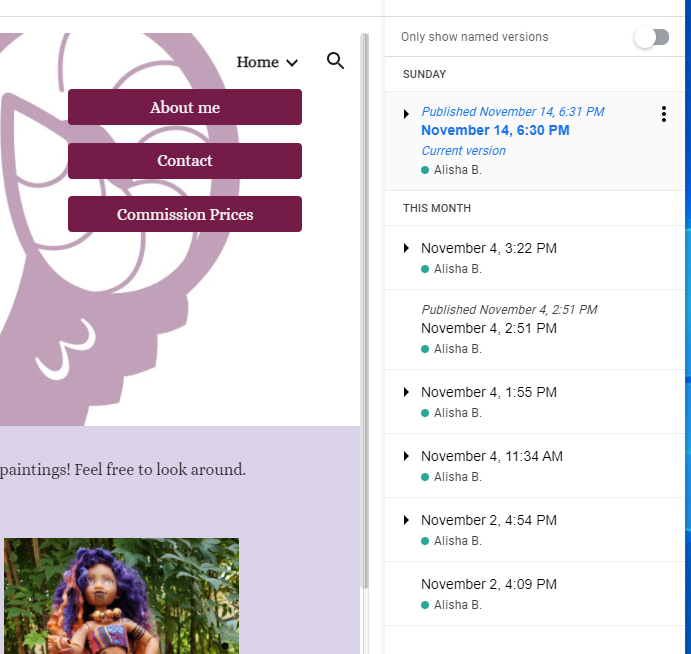 Home
About me
Contact
Commission Prices
paintings! Feel free to look around.
Only show named versions
SUNDAY
Published November 14, 6:31 PM
November 14, 6:30 PM
Current version
Alisha B.
THIS MONTH
November 4, 3:22 PM
Alisha B.
Published November 4, 2:51 PM
November 4, 2:51 PM
Alisha B.
November 4, 1:55 PM
Alisha B.
November 4, 11:34 AM
Alisha B.
November 2, 4:54 PM
Alisha B.
November 2, 4:09 PM
Alisha B.